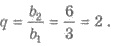 q = b₂/b₁ = 6/3 = 2 .